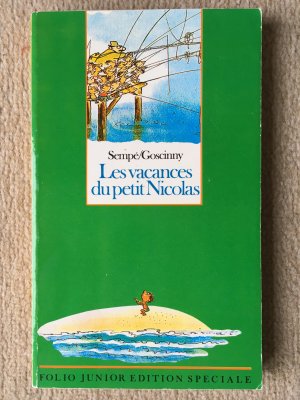 Sempé/Goscinny
Les vacances
du petit Nicolas
FOLIO JUNIOR EDITION SPECIALE